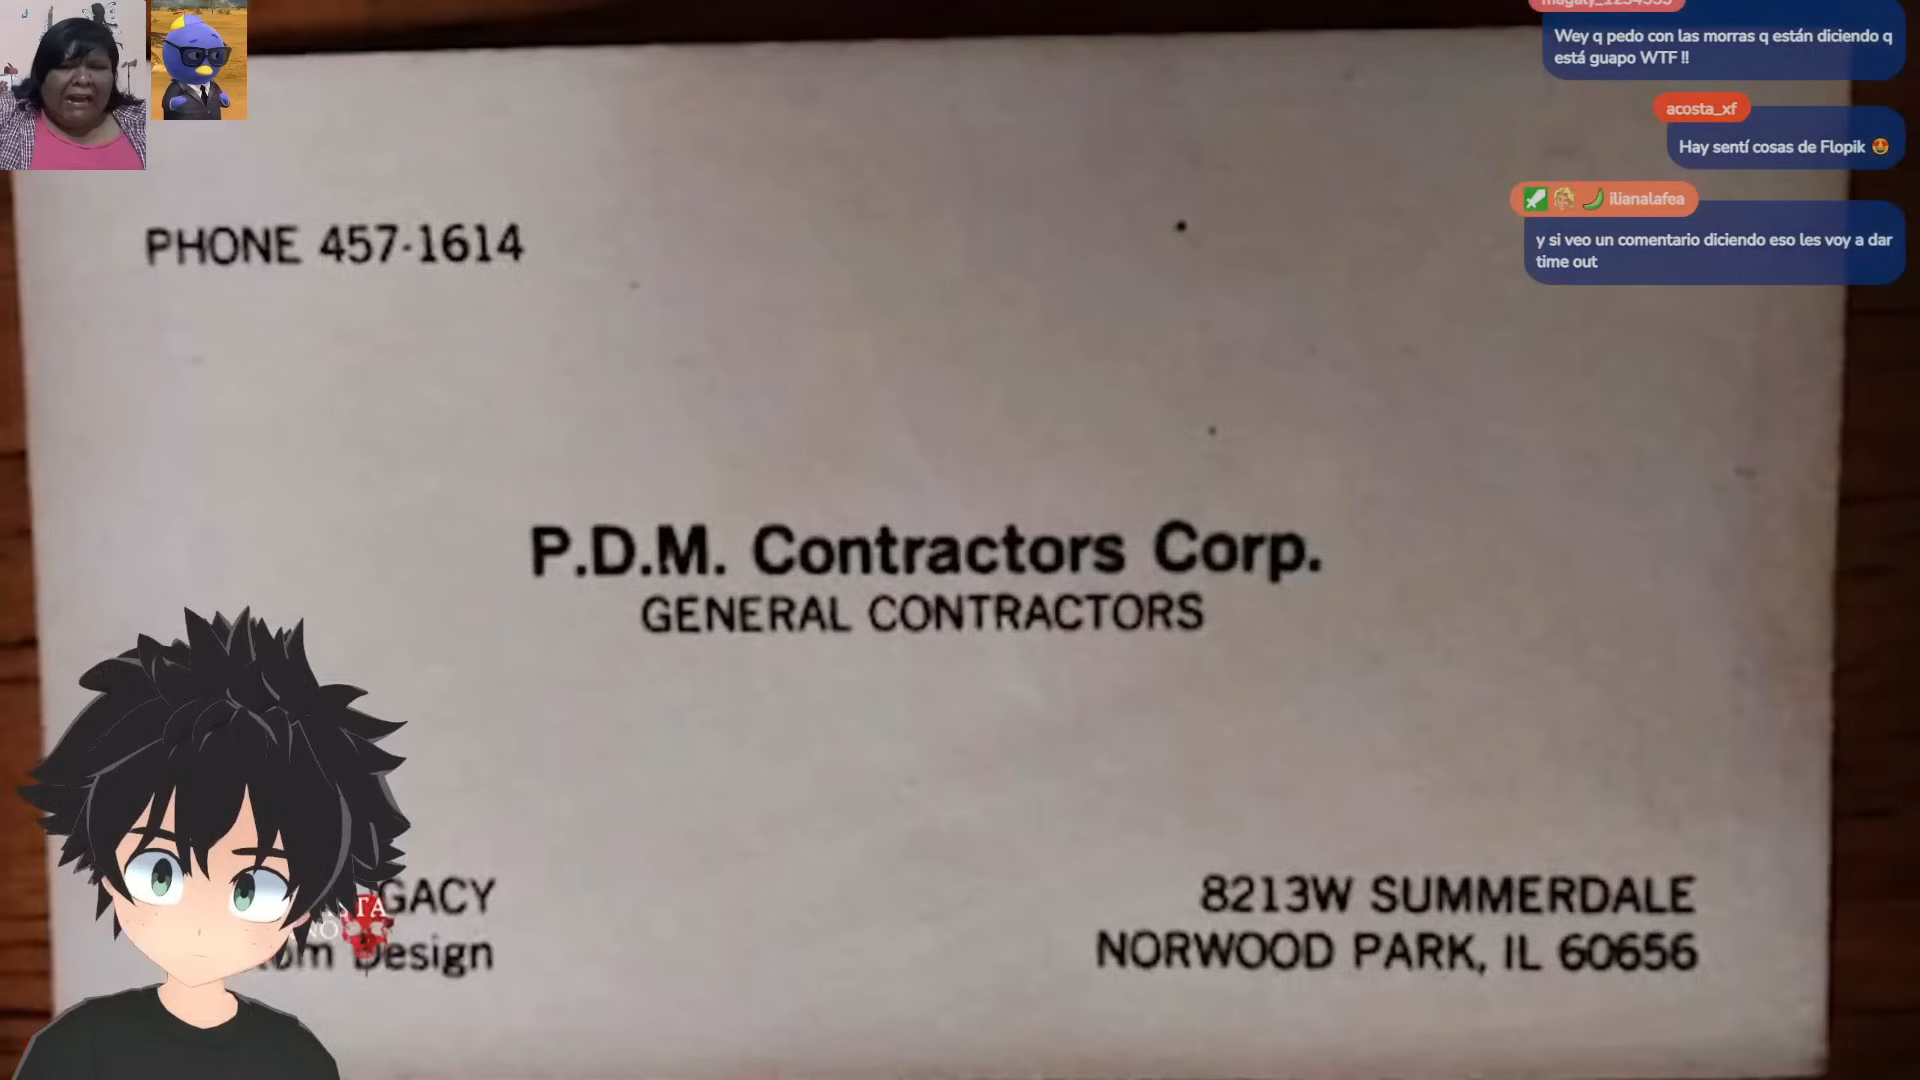 magaly_1234555
Wey q pedo con las morras q están diciendo q
está guapo WTF !!
acosta_xf
Hay sentí cosas de Flopik 🤩
ilianalafea
y si veo un comentario diciendo eso les voy a dar
time out
PHONE 457-1614
P.D.M. Contractors Corp.
GENERAL CONTRACTORS
GACY
Design
8213W SUMMERDALE
NORWOOD PARK, IL 60656